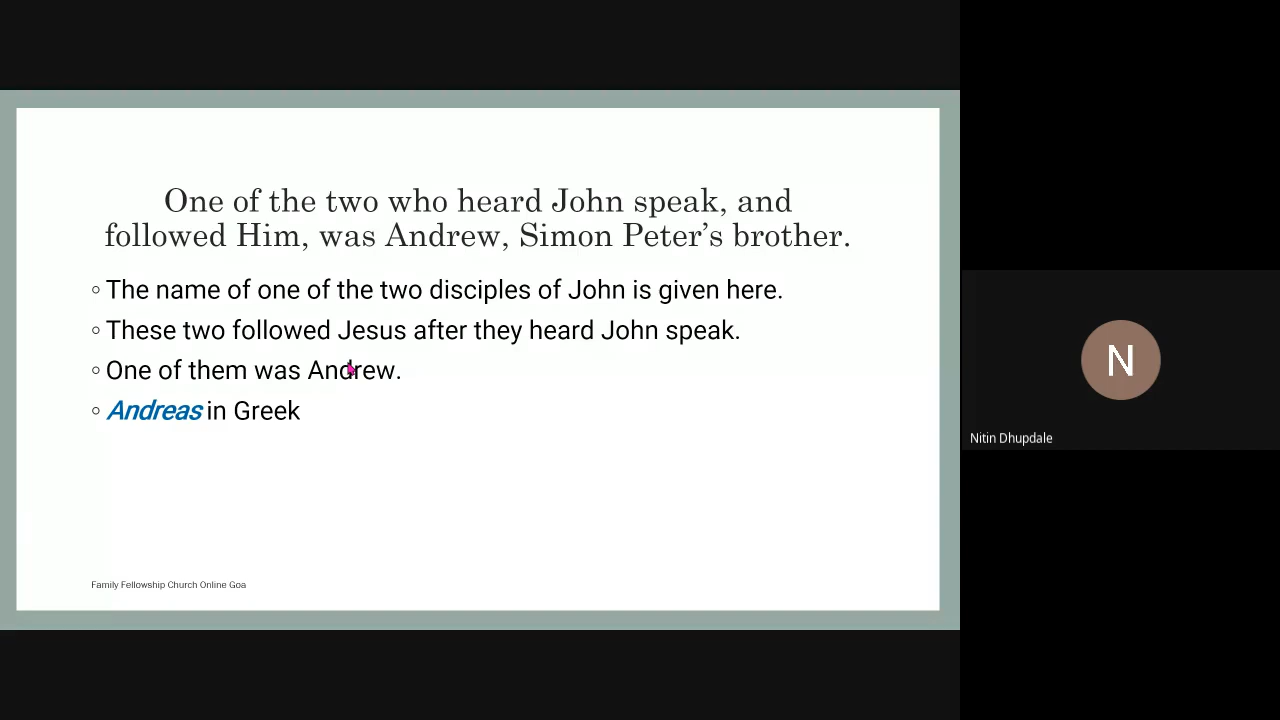 One of the two who heard John speak, and
followed Him, was Andrew, Simon Peter’s brother.
The name of one of the two disciples of John is given here.
These two followed Jesus after they heard John speak.
One of them was Andrew.
Andreas in Greek
Family Fellowship Church Online Goa
N
Nitin Dhupdale